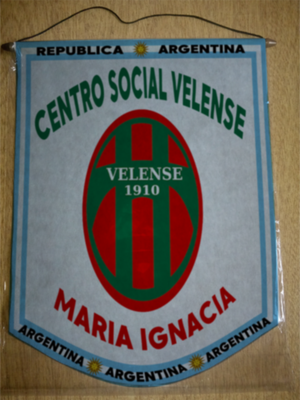 REPUBLICA ARGENTINA
CENTRO SOCIAL VELENSE
VELENSE
1910
MARIA IGNACIA
ARGENTINA ARGENTINA ARGENTINA